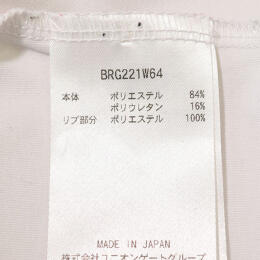 BRG221W64
本体 ポリエステル 84%
ポリウレタン 16%
リブ部分 ポリエステル 100%
MADE IN JAPAN
株式会社ユニオンゲートグループ